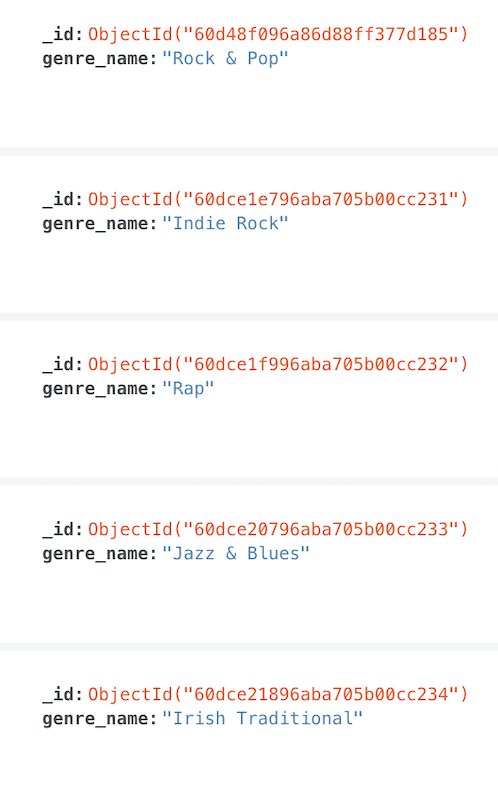 _id: ObjectId("60d48f096a86d88ff377d185")
genre_name: "Rock & Pop"
_id: ObjectId("60dce1e796aba705b00cc231")
genre_name: "Indie Rock"
_id: ObjectId("60dce1f996aba705b00cc232")
genre_name: "Rap"
_id: ObjectId("60dce20796aba705b00cc233")
genre_name: "Jazz & Blues"
_id: ObjectId("60dce21896aba705b00cc234")
genre_name: "Irish Traditional"